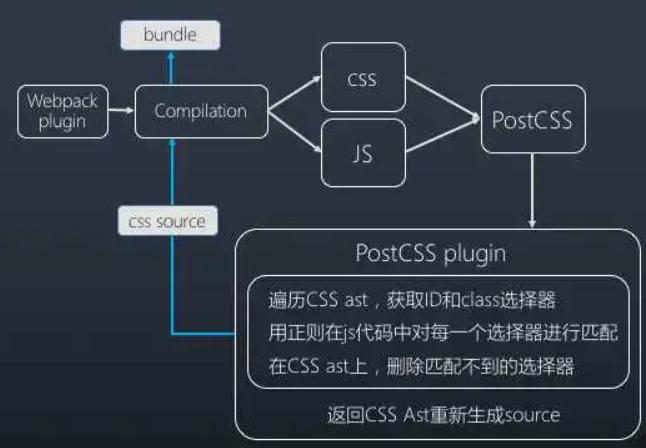 bundle
Webpack
plugin
Compilation
css
JS
PostCSS
css source
PostCSS plugin
遍历CSS ast，获取ID和class选择器
用正则在js代码中对每一个选择器进行匹配
在CSS ast上，删除匹配不到的选择器
返回CSS Ast重新生成source